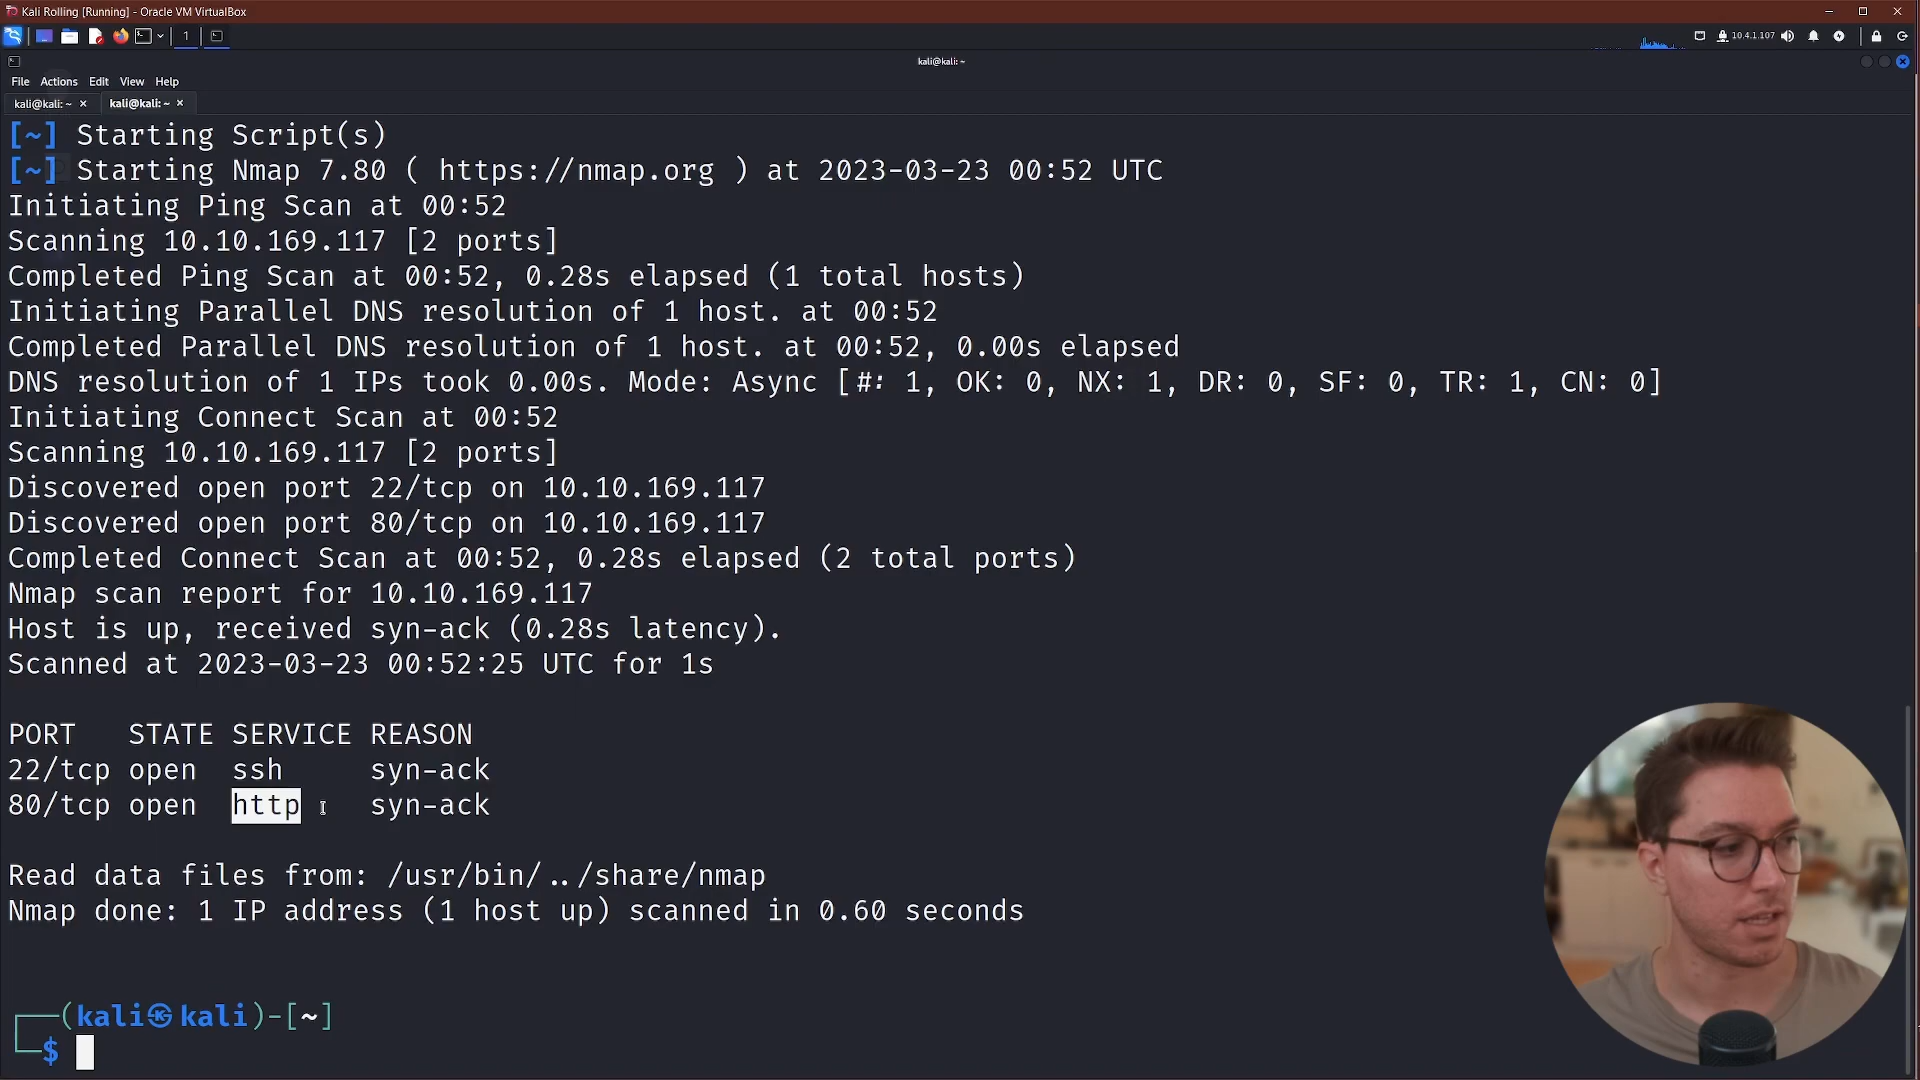 Kali Rolling [Running] - Oracle VM VirtualBox
1
10.4.1.107
kali@kali: ~
File Actions Edit View Help
kali@kali: ~ × kali@kali: ~ ×
[~] Starting Script(s)
[~] Starting Nmap 7.80 ( https://nmap.org ) at 2023-03-23 00:52 UTC
Initiating Ping Scan at 00:52
Scanning 10.10.169.117 [2 ports]
Completed Ping Scan at 00:52, 0.28s elapsed (1 total hosts)
Initiating Parallel DNS resolution of 1 host. at 00:52
Completed Parallel DNS resolution of 1 host. at 00:52, 0.00s elapsed
DNS resolution of 1 IPs took 0.00s. Mode: Async [#: 1, OK: 0, NX: 1, DR: 0, SF: 0, TR: 1, CN: 0]
Initiating Connect Scan at 00:52
Scanning 10.10.169.117 [2 ports]
Discovered open port 22/tcp on 10.10.169.117
Discovered open port 80/tcp on 10.10.169.117
Completed Connect Scan at 00:52, 0.28s elapsed (2 total ports)
Nmap scan report for 10.10.169.117
Host is up, received syn-ack (0.28s latency).
Scanned at 2023-03-23 00:52:25 UTC for 1s
PORT STATE SERVICE REASON
22/tcp open ssh syn-ack
80/tcp open http syn-ack
Read data files from: /usr/bin/../share/nmap
Nmap done: 1 IP address (1 host up) scanned in 0.60 seconds
(kali㉿kali)-[~]
$